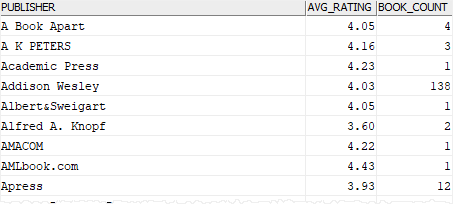 PUBLISHER AVG_RATING BOOK_COUNT
A Book Apart 4.05 4
A K PETERS 4.16 3
Academic Press 4.23 1
Addison Wesley 4.03 138
Albert&Sweigart 4.05 1
Alfred A. Knopf 3.60 2
AMACOM 4.22 1
AMLbook.com 4.43 1
Apress 3.93 12